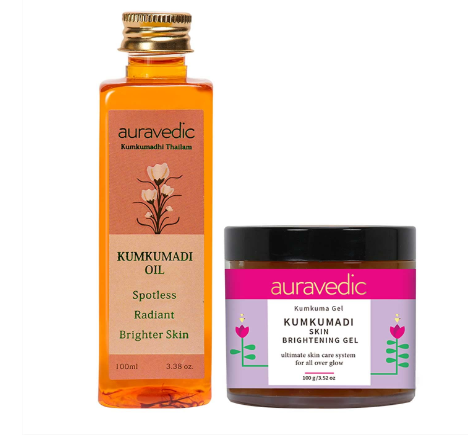 auravedic
Kumkumadhi Thailam
KUMKUMADI
OIL
Spotless
Radiant
Brighter Skin
100ml 3.38 oz.
auravedic
Kumkuma Gel
KUMKUMADI
SKIN
BRIGHTENING GEL
ultimate skin care system
for all over glow
100 g/3.52 oz